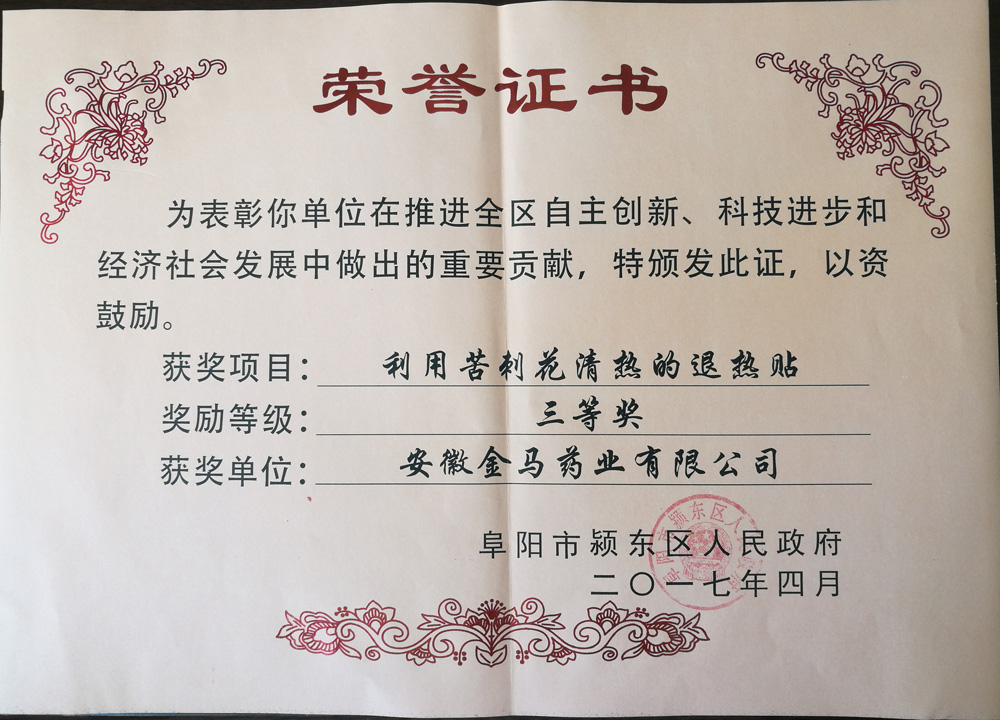 荣誉证书
为表彰你单位在推进全区自主创新、科技进步和
经济社会发展中做出的重要贡献，特颁发此证，以资
鼓励。
获奖项目：利用苦刺花清热的退热贴
奖励等级：三等奖
获奖单位：安徽金马药业有限公司
阜阳市颍东区人民政府
二〇一七年四月